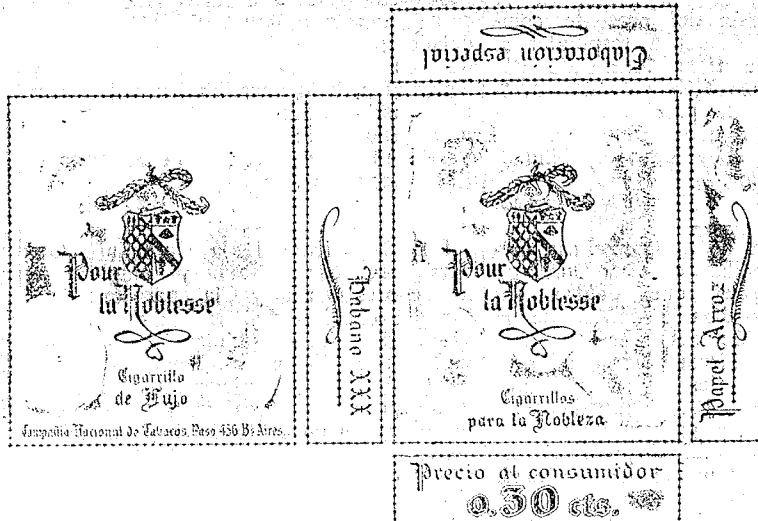 Elaboración especial
Pour
la Noblesse
Cigarrillo
de Lujo
Compañia Nacional de Tabacos, Paso 436 Bs Aires
Habano XXX
Pour
la Noblesse
Cigarrillos
para la Nobleza
Papel Arroz
Precio al consumidor
0.30 cts.